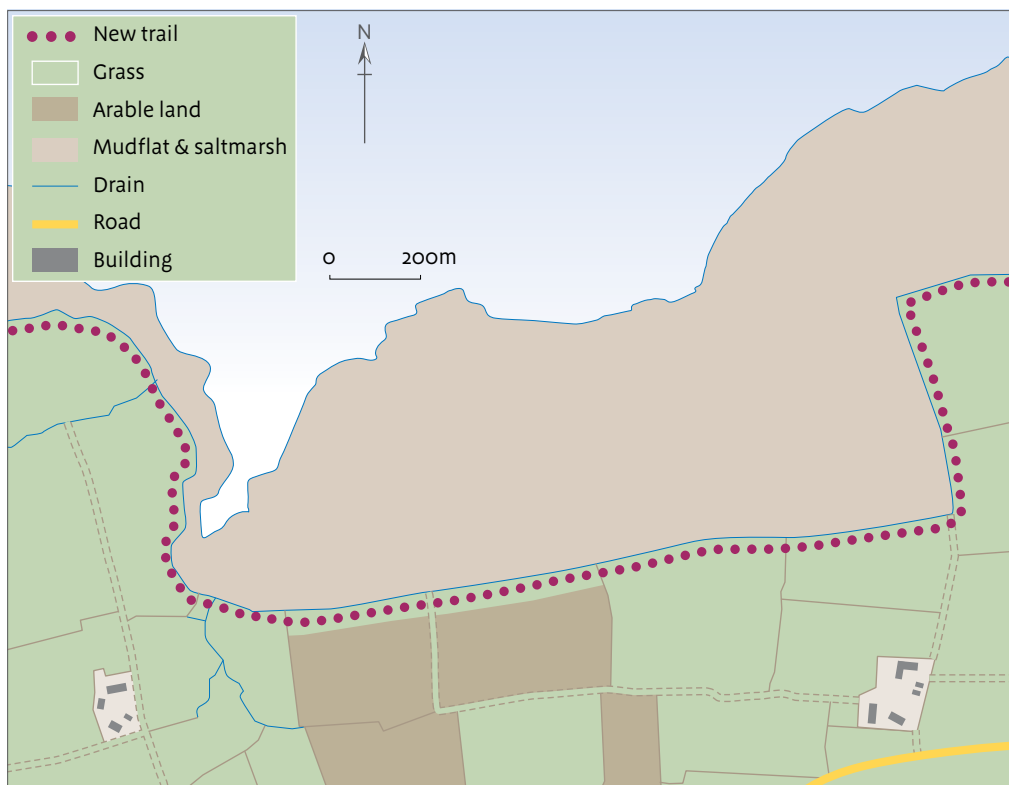 New trail
Grass
Arable land
Mudflat & saltmarsh
Drain
Road
Building
N
0 200m